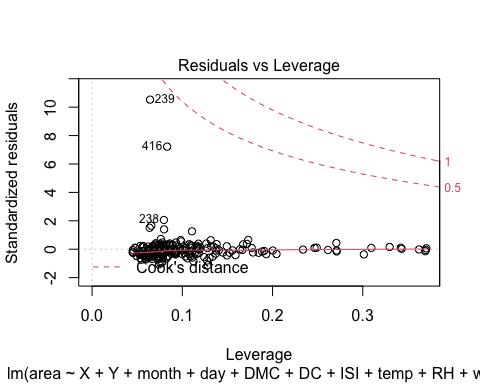 Residuals vs Leverage
Standardized residuals
10
8
6
4
2
0
-2
239
416
238
1
0.5
Cook's distance
0.0 0.1 0.2 0.3
Leverage
lm(area ~ X + Y + month + day + DMC + DC + ISI + temp + RH + w